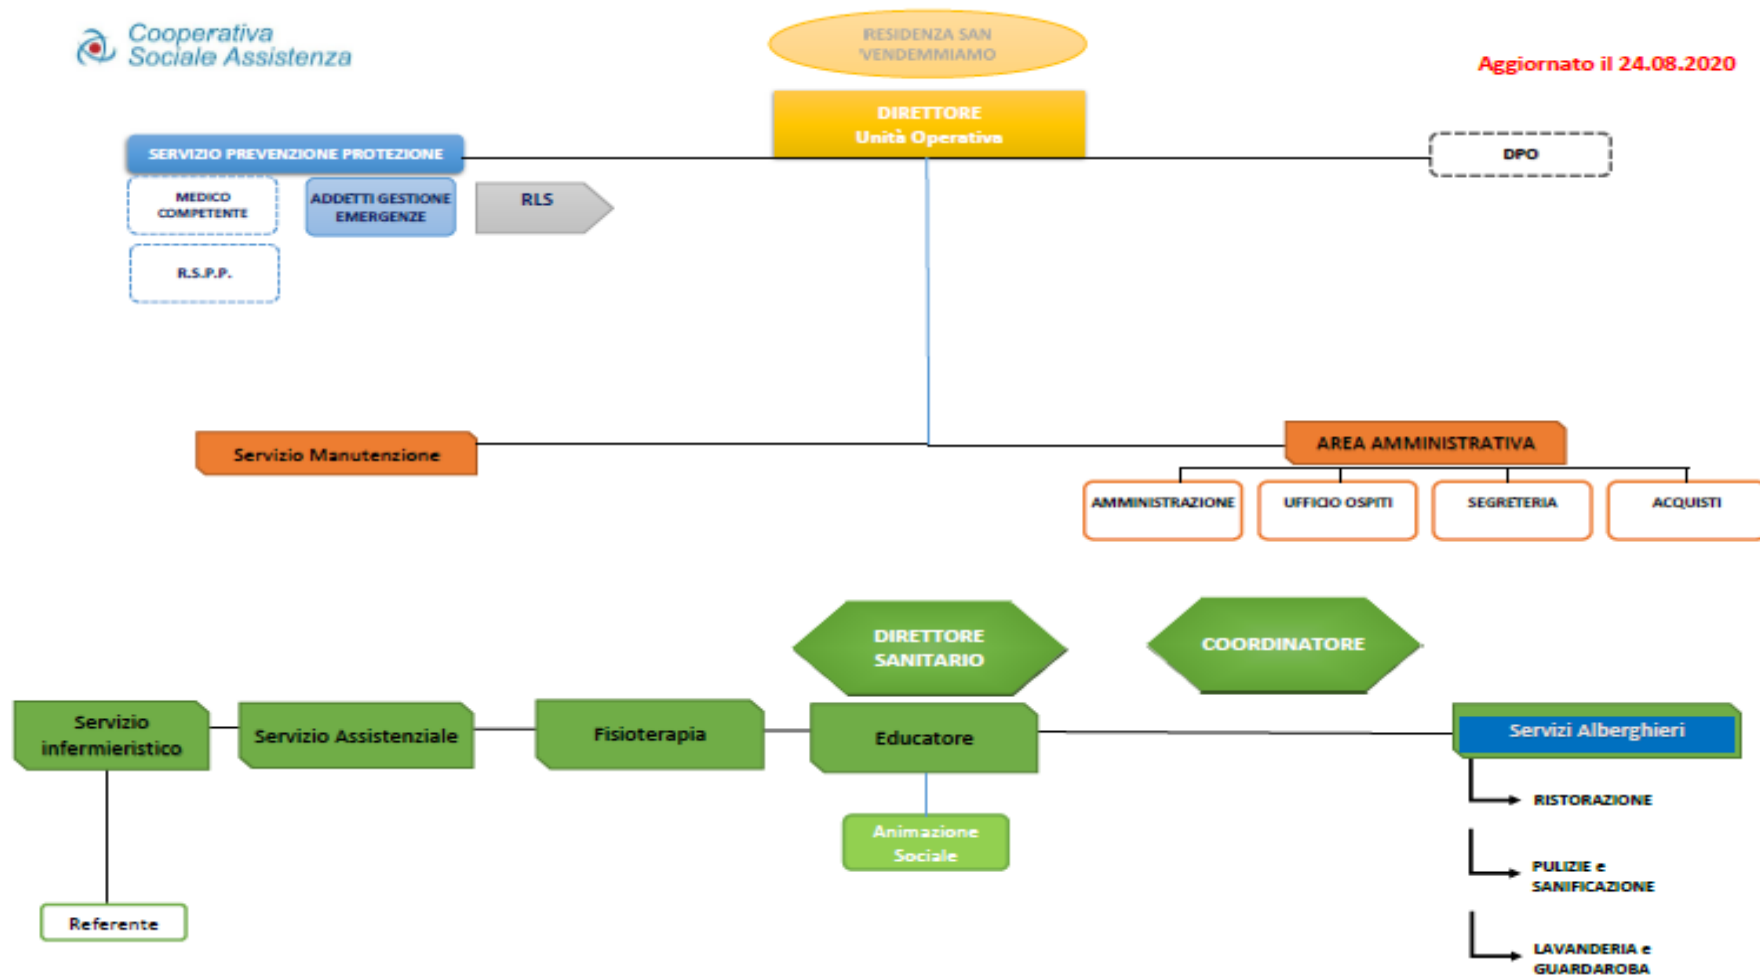 Cooperativa
Sociale Assistenza
RESIDENZA SAN
'VENDEMMIAMO
Aggiornato il 24.08.2020
DIRETTORE
Unità Operativa
SERVIZIO PREVENZIONE PROTEZIONE
DPO
MEDICO
COMPETENTE
ADDETTI GESTIONE
EMERGENZE
RLS
R.S.P.P.
Servizio Manutenzione
AREA AMMINISTRATIVA
AMMINISTRAZIONE
UFFICIO OSPITI
SEGRETERIA
ACQUISTI
DIRETTORE
SANITARIO
COORDINATORE
Servizio
infermieristico
Servizio Assistenziale
Fisioterapia
Educatore
Servizi Alberghieri
RISTORAZIONE
Animazione
Sociale
PULIZIE e
SANIFICAZIONE
Referente
LAVANDERIA e
GUARDAROBA